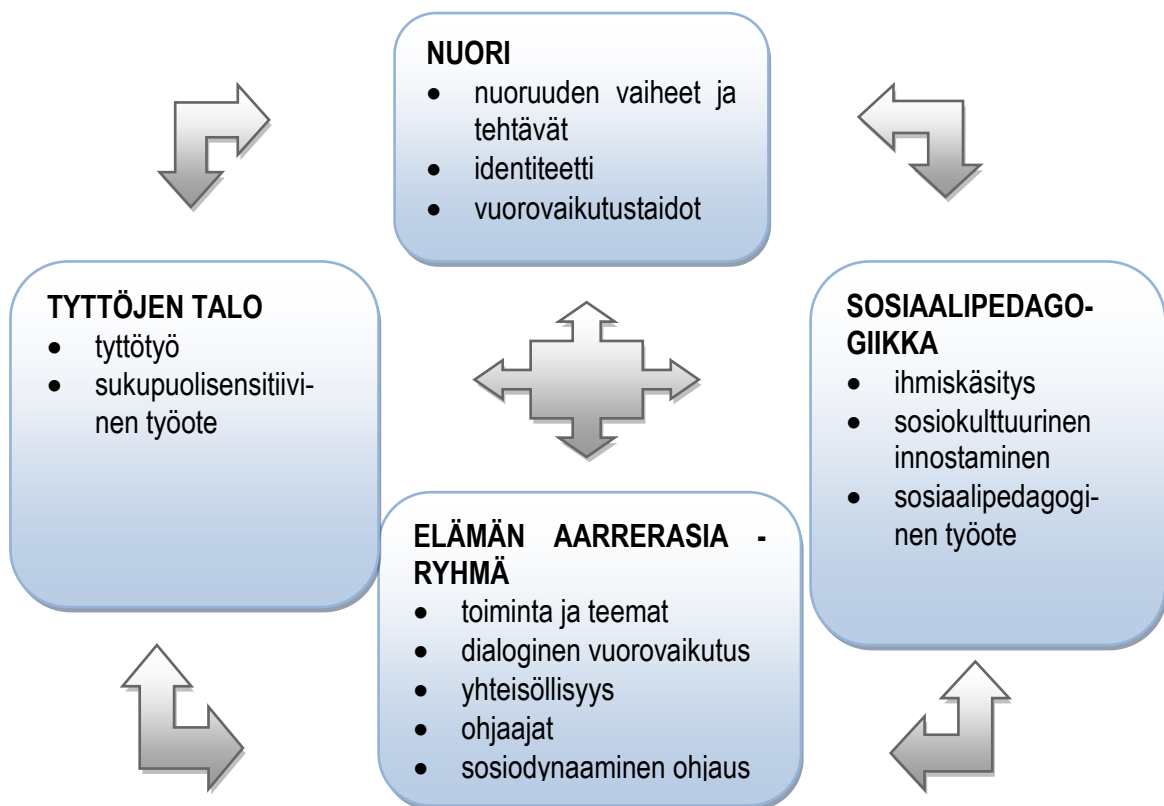 NUORI
• nuoruuden vaiheet ja
tehtävät
• identiteetti
• vuorovaikutustaidot
TYTTÖJEN TALO
• tyttötyö
• sukupuolisensitiivi-
nen työote
SOSIAALIPEDAGO-
GIIKKA
• ihmiskäsitys
• sosiokulttuurinen
innostaminen
• sosiaalipedagogi-
nen työote
ELÄMÄN AARRERASIA -
RYHMÄ
• toiminta ja teemat
• dialoginen vuorovaikutus
• yhteisöllisyys
• ohjaajat
• sosiodynaaminen ohjaus